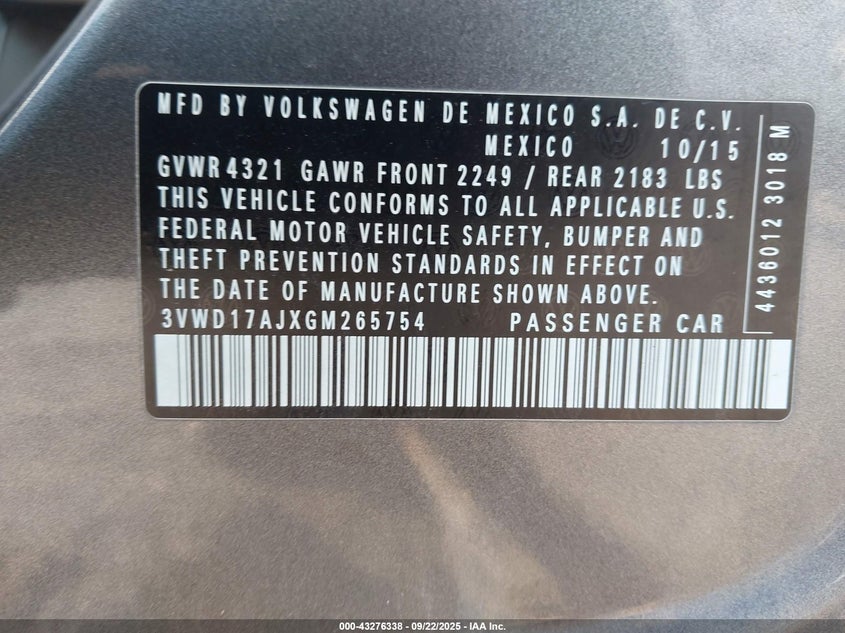 MFD BY VOLKSWAGEN DE MEXICO S.A. DE C.V.
MEXICO 10/15
GVWR 4321 GAWR FRONT 2249 / REAR 2183 LBS
THIS VEHICLE CONFORMS TO ALL APPLICABLE U.S.
FEDERAL MOTOR VEHICLE SAFETY, BUMPER AND
THEFT PREVENTION STANDARDS IN EFFECT ON
THE DATE OF MANUFACTURE SHOWN ABOVE.
3VWD17AJXGM265754 PASSENGER CAR
4436012 3018 M
000-43276338 - 09/22/2025 - IAA Inc.